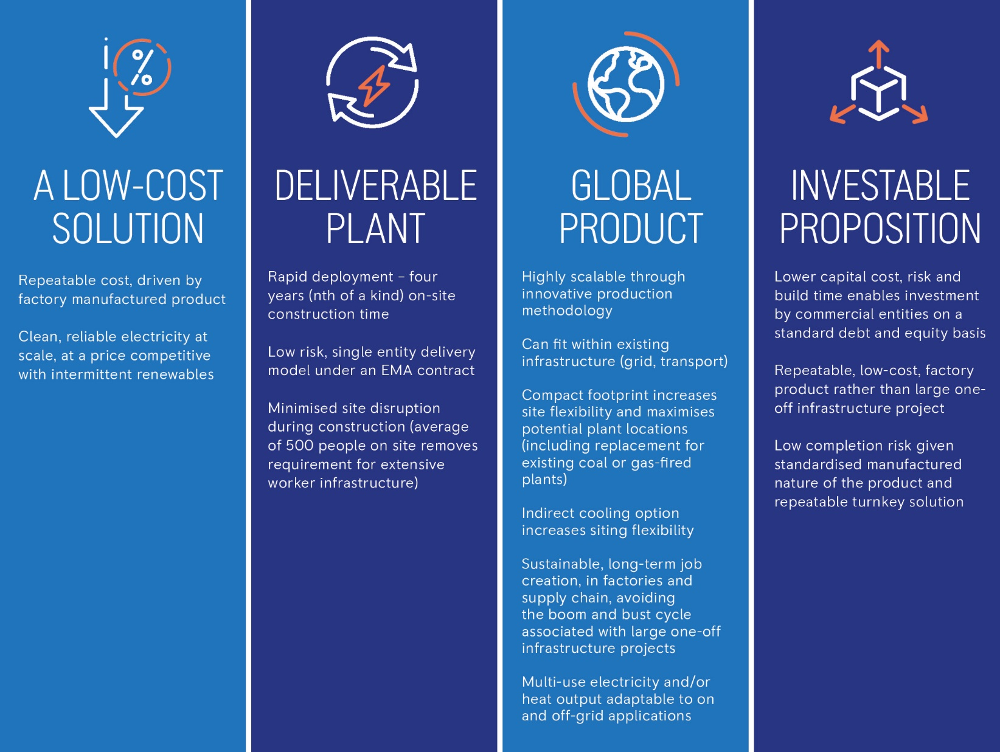 %
A LOW-COST
SOLUTION
Repeatable cost, driven by
factory manufactured product
Clean, reliable electricity at
scale, at a price competitive
with intermittent renewables
DELIVERABLE
PLANT
Rapid deployment – four
years (nth of a kind) on-site
construction time
Low risk, single entity delivery
model under an EMA contract
Minimised site disruption
during construction (average
of 500 people on site removes
requirement for extensive
worker infrastructure)
GLOBAL
PRODUCT
Highly scalable through
innovative production
methodology
Can fit within existing
infrastructure (grid, transport)
Compact footprint increases
site flexibility and maximises
potential plant locations
(including replacement for
existing coal or gas-fired
plants)
Indirect cooling option
increases siting flexibility
Sustainable, long-term job
creation, in factories and
supply chain, avoiding
the boom and bust cycle
associated with large one-off
infrastructure projects
Multi-use electricity and/or
heat output adaptable to on
and off-grid applications
INVESTABLE
PROPOSITION
Lower capital cost, risk and
build time enables investment
by commercial entities on a
standard debt and equity basis
Repeatable, low-cost, factory
product rather than large one-
off infrastructure project
Low completion risk given
standardised manufactured
nature of the product and
repeatable turnkey solution